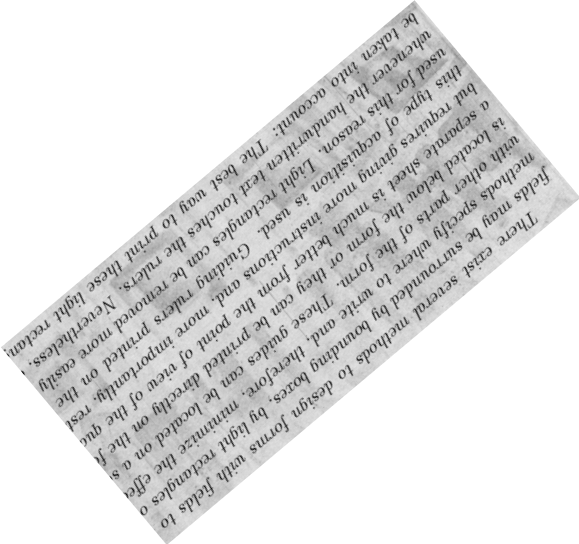 There exist several methods to design forms with fields to
fields may be surrounded by bounding boxes, by light rectangles o
methods specify where to write and, therefore, minimize the effe
with other parts of the form. These guides can be located on a s
is located below the form or they can be printed directly on the f
a separate sheet is much better from the point of view of the qua
but requires giving more instructions and, more importantly, rest
this type of acquisition is used. Guiding rulers printed on the
used for this reason. Light rectangles can be removed more easily
whenever the handwritten text touches the rulers. Nevertheless,
be taken into account: The best way to print these light rectan